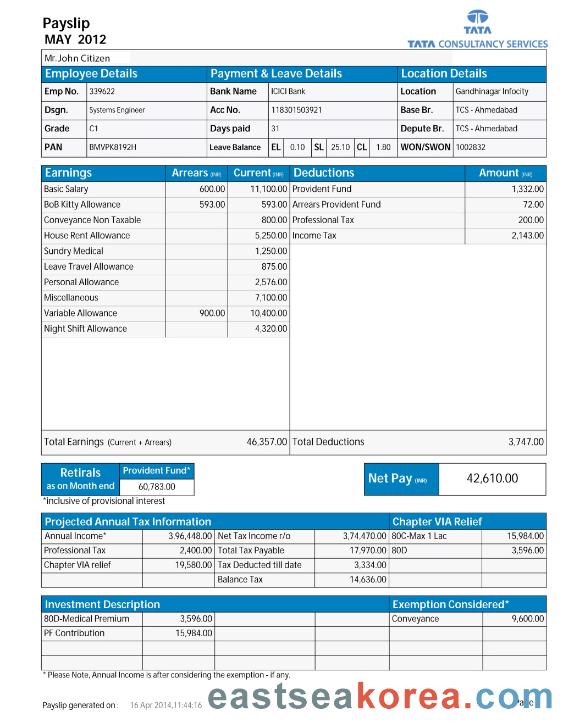 Payslip
MAY 2012
TATA
TATA CONSULTANCY SERVICES
Mr.John Citizen
Employee Details Payment & Leave Details Location Details
Emp No. 339622 Bank Name ICICI Bank Location Gandhinagar Infocity
Dsgn. Systems Engineer Acc No. 118301503921 Base Br. TCS - Ahmedabad
Grade C1 Days paid 31 Depute Br. TCS - Ahmedabad
PAN BMVPK8192H Leave Balance EL 0.10 SL 25.10 CL 1.80 WON/SWON 1002832
Earnings Arrears (INR) Current (INR) Deductions Amount (INR)
Basic Salary 600.00 11,100.00 Provident Fund 1,332.00
BoB Kitty Allowance 593.00 593.00 Arrears Provident Fund 72.00
Conveyance Non Taxable 800.00 Professional Tax 200.00
House Rent Allowance 5,250.00 Income Tax 2,143.00
Sundry Medical 1,250.00
Leave Travel Allowance 875.00
Personal Allowance 2,576.00
Miscellaneous 7,100.00
Variable Allowance 900.00 10,400.00
Night Shift Allowance 4,320.00
Total Earnings (Current + Arrears) 46,357.00 Total Deductions 3,747.00
Retirals Provident Fund*
as on Month end 60,783.00
Net Pay (INR) 42,610.00
*inclusive of provisional interest
Projected Annual Tax Information Chapter VIA Relief
Annual Income* 3,96,448.00 Net Tax Income r/o 3,74,470.00 80C-Max 1 Lac 15,984.00
Professional Tax 2,400.00 Total Tax Payable 17,970.00 80D 3,596.00
Chapter VIA relief 19,580.00 Tax Deducted till date 3,334.00
Balance Tax 14,636.00
Investment Description Exemption Considered*
80D-Medical Premium 3,596.00 Conveyance 9,600.00
PF Contribution 15,984.00
* Please Note, Annual Income is after considering the exemption - if any.
Payslip generated on : 16 Apr 2014,11:44:16
eastseakorea.com